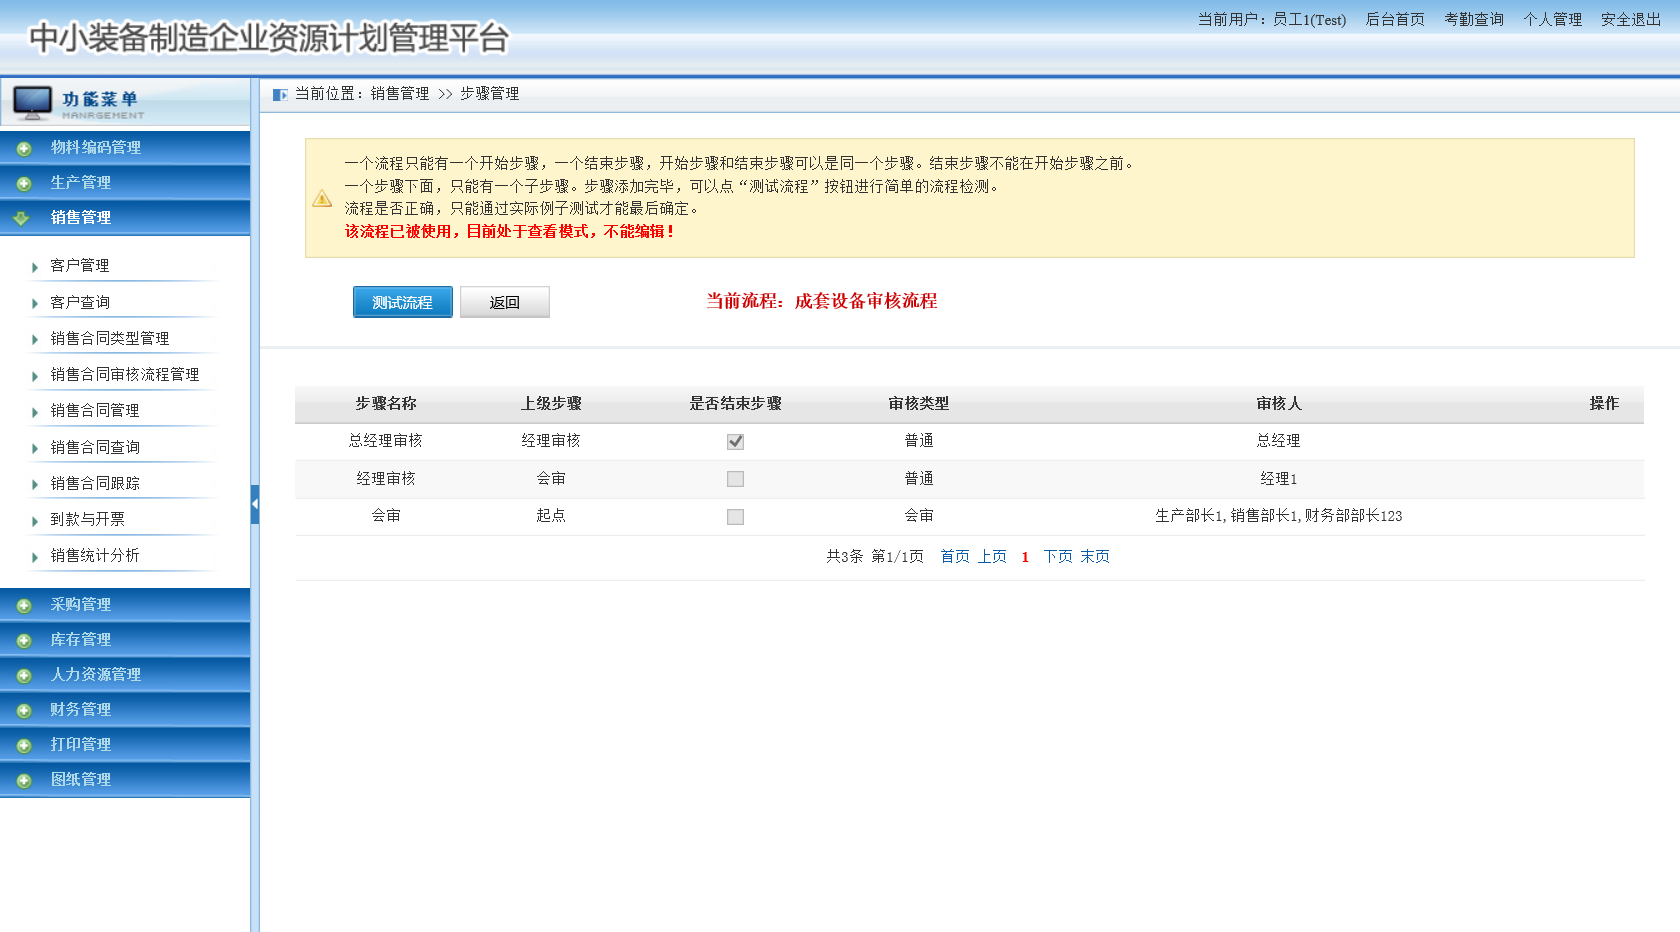 当前用户：员工1(Test) 后台首页 考勤查询 个人管理 安全退出
中小装备制造企业资源计划管理平台
功能菜单
MANRGEMENT
当前位置：销售管理 >> 步骤管理
物料编码管理
生产管理
销售管理
客户管理
客户查询
销售合同类型管理
销售合同审核流程管理
销售合同管理
销售合同查询
销售合同跟踪
到款与开票
销售统计分析
采购管理
库存管理
人力资源管理
财务管理
打印管理
图纸管理
一个流程只能有一个开始步骤，一个结束步骤，开始步骤和结束步骤可以是同一个步骤。结束步骤不能在开始步骤之前。
一个步骤下面，只能有一个子步骤。步骤添加完毕，可以点“测试流程”按钮进行简单的流程检测。
流程是否正确，只能通过实际例子测试才能最后确定。
该流程已被使用，目前处于查看模式，不能编辑！
测试流程 返回 当前流程：成套设备审核流程
步骤名称 上级步骤 是否结束步骤 审核类型 审核人 操作
总经理审核 经理审核 普通 总经理
经理审核 会审 普通 经理1
会审 起点 会审 生产部长1,销售部长1,财务部部长123
共3条 第1/1页 首页 上页 1 下页 末页